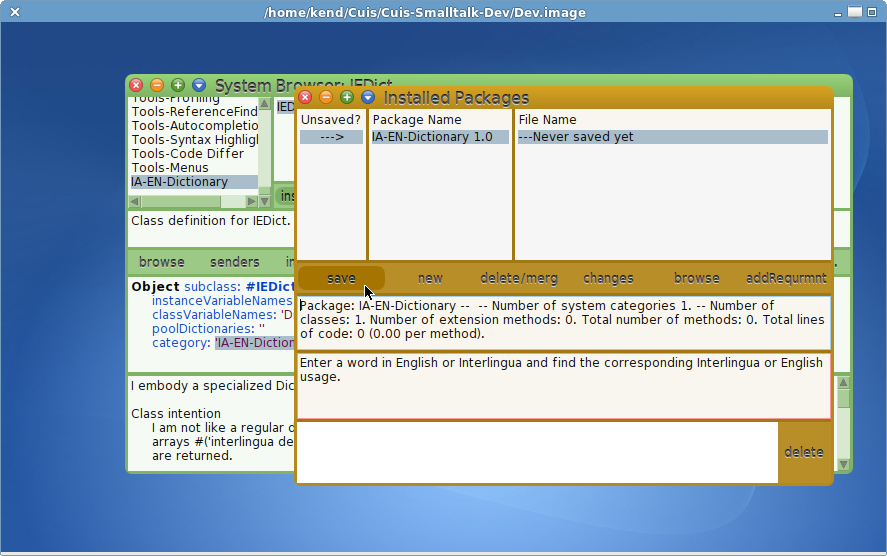 /home/kend/Cuis/Cuis-Smalltalk-Dev/Dev.image
System Browser: IEDict
Tools-Profiling
Tools-ReferenceFind
Tools-Autocompletio
Tools-Syntax Highligl
Tools-Code Differ
Tools-Menus
IA-EN-Dictionary
IED
ins
Class definition for IEDict.
browse senders in
Object subclass: #IEDict
instanceVariableNames
classVariableNames: 'D
poolDictionaries: ''
category: 'IA-EN-Diction
I embody a specialized Dic
Class intention
I am not like a regular d
arrays #('interlingua de
are returned.
Installed Packages
Unsaved? Package Name File Name
---> IA-EN-Dictionary 1.0 ---Never saved yet
save new delete/merg changes browse addRequrmnt
Package: IA-EN-Dictionary -- -- Number of system categories 1. -- Number of
classes: 1. Number of extension methods: 0. Total number of methods: 0. Total lines
of code: 0 (0.00 per method).
Enter a word in English or Interlingua and find the corresponding Interlingua or English
usage.
delete